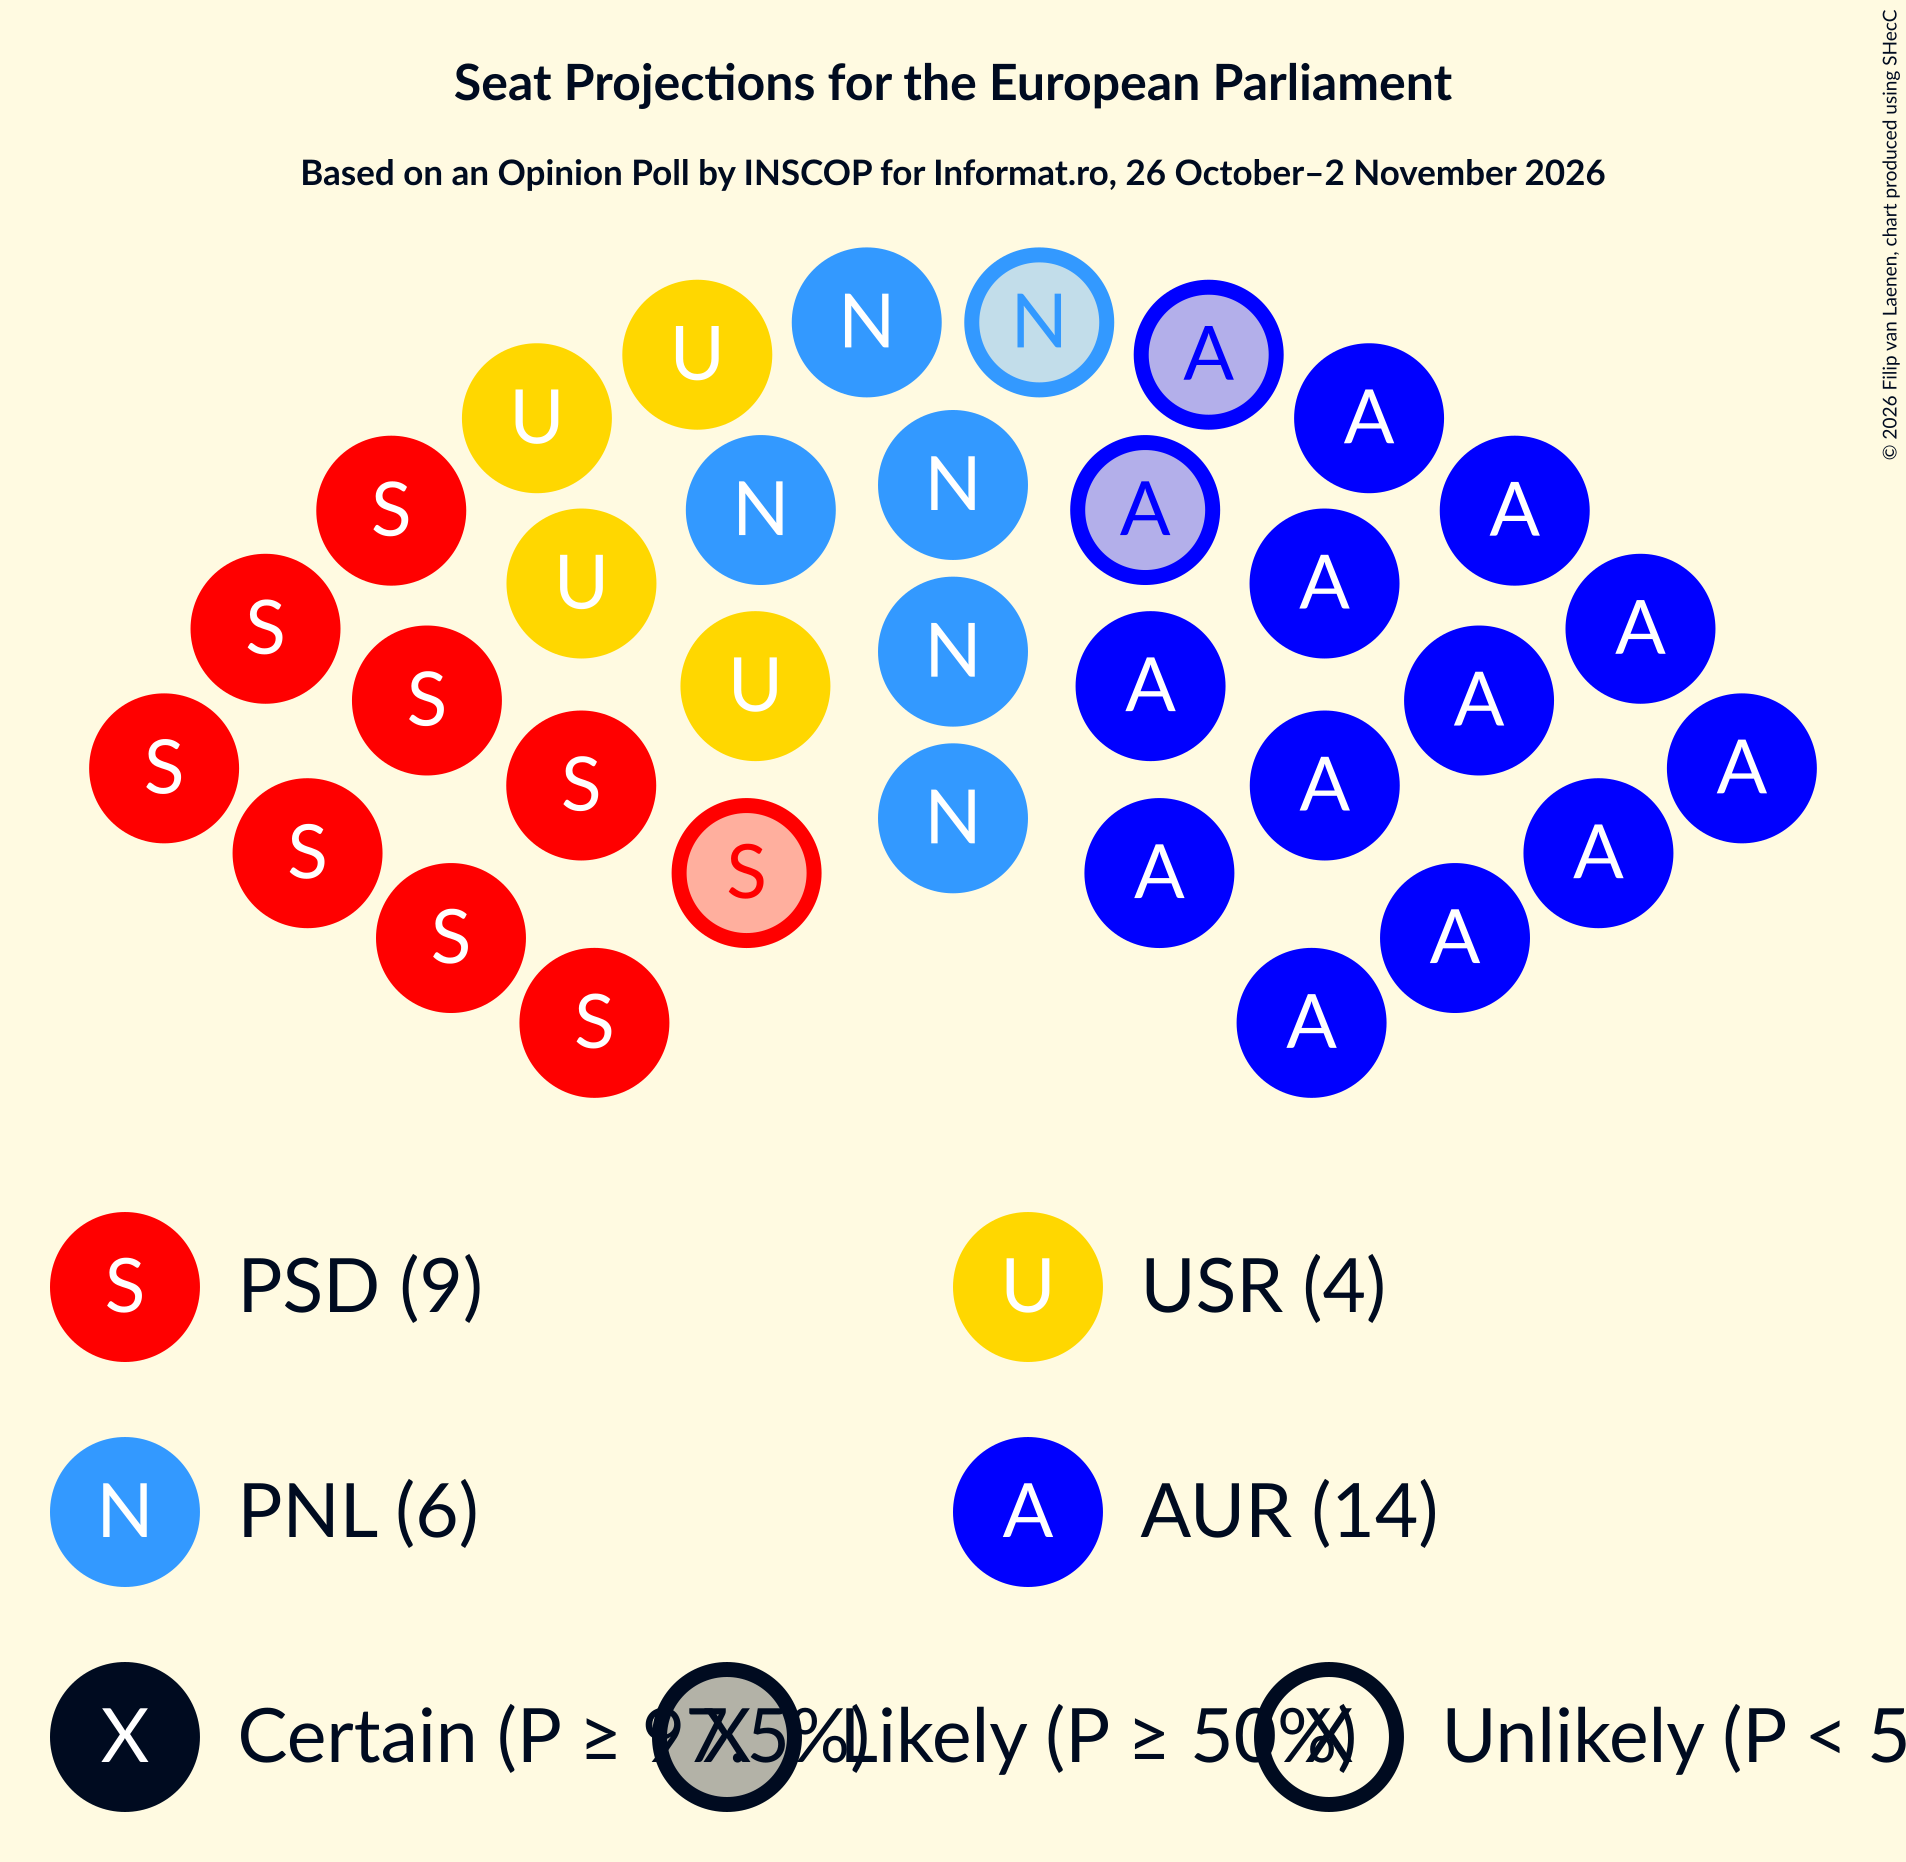 Seat Projections for the European Parliament
Based on an Opinion Poll by INSCOP for Informat.ro, 26 October–2 November 2026
© 2026 Filip van Laenen, chart produced using SHecC
N N
U A
U A
N N A
S S
U A
A
S A
U N A
S A
S A
S A
N
S S A A
S A
S A
S PSD (9)
U USR (4)
N PNL (6)
A AUR (14)
X Certain (P ≥ 97.5%)
X Likely (P ≥ 50%)
X Unlikely (P < 5